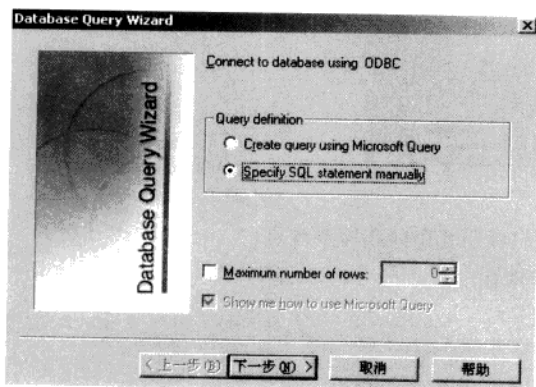 Database Query Wizard
Database Query Wizard
Connect to database using ODBC
Query definition
Create query using Microsoft Query
Specify SQL statement manually
Maximum number of rows: 0
Show me how to use Microsoft Query
< 上一步(B) 下一步(N) > 取消 帮助